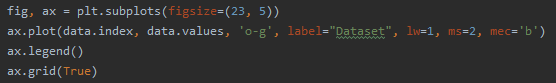 fig, ax = plt.subplots(figsize=(23, 5))
ax.plot(data.index, data.values, 'o-g', label="Dataset", lw=1, ms=2, mec='b')
ax.legend()
ax.grid(True)